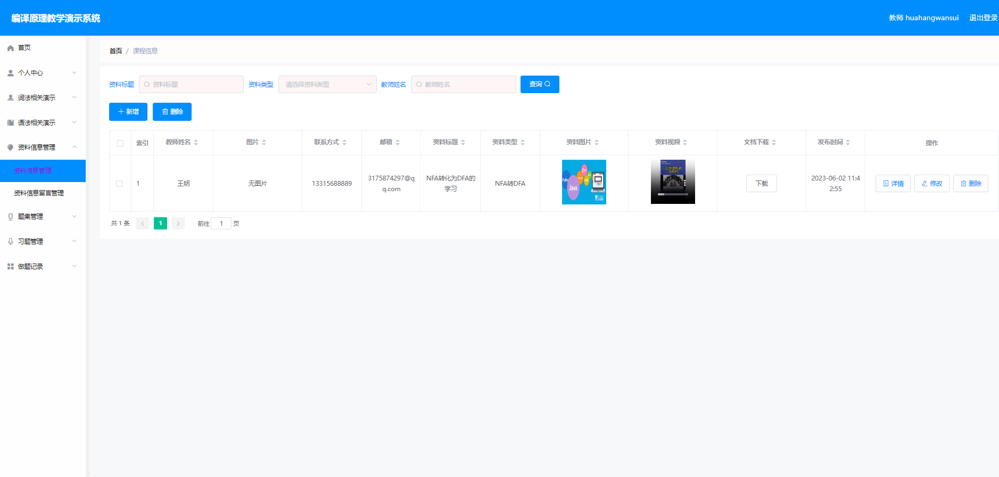 编译原理教学演示系统
教师 huahangwansui
退出登录
首页
个人中心
词法相关演示
语法相关演示
资料信息管理
资料信息管理
资料信息留言管理
题集管理
习题管理
做题记录
首页 / 课程信息
资料标题 资料标题 资料类型 请选择资料类型 教师姓名 教师姓名 查询
新增 删除
索引 教师姓名 图片 联系方式 邮箱 资料标题 资料类型 资料图片 资料视频 文档下载 发布时间 操作
1 王明 无图片 13315688889 3175874297@q
q.com NFA转化为DFA的
学习 NFA转DFA
C++
Java
下载 2023-06-02 11:4
2:55 详情 修改 删除
共 1 条 1 前往 1 页